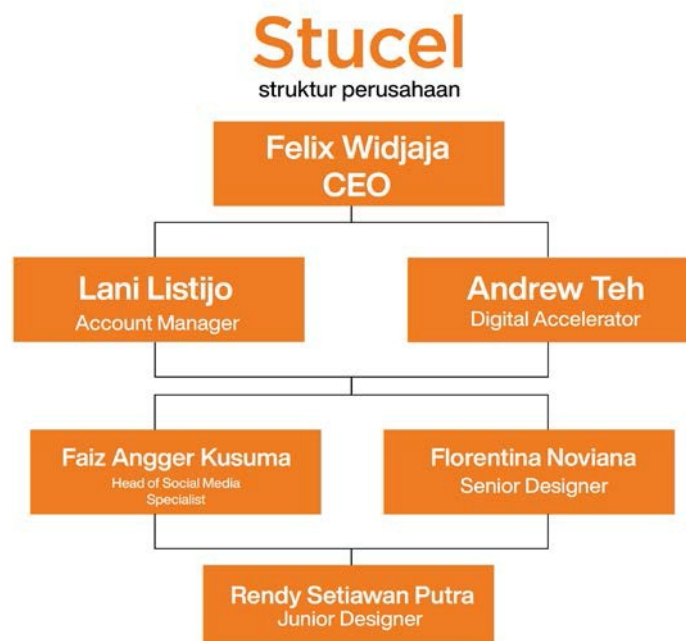 Stucel
struktur perusahaan
Felix Widjaja
CEO
Lani Listijo
Account Manager
Andrew Teh
Digital Accelerator
Faiz Angger Kusuma
Head of Social Media
Specialist
Florentina Noviana
Senior Designer
Rendy Setiawan Putra
Junior Designer